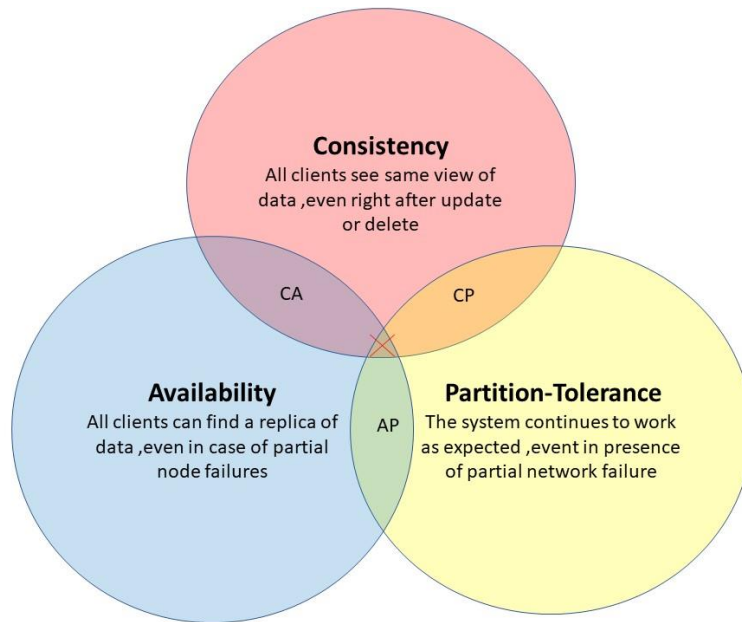 Consistency
All clients see same view of
data ,even right after update
or delete
CA
CP
Availability
All clients can find a replica of
data ,even in case of partial
node failures
AP
Partition-Tolerance
The system continues to work
as expected ,event in presence
of partial network failure